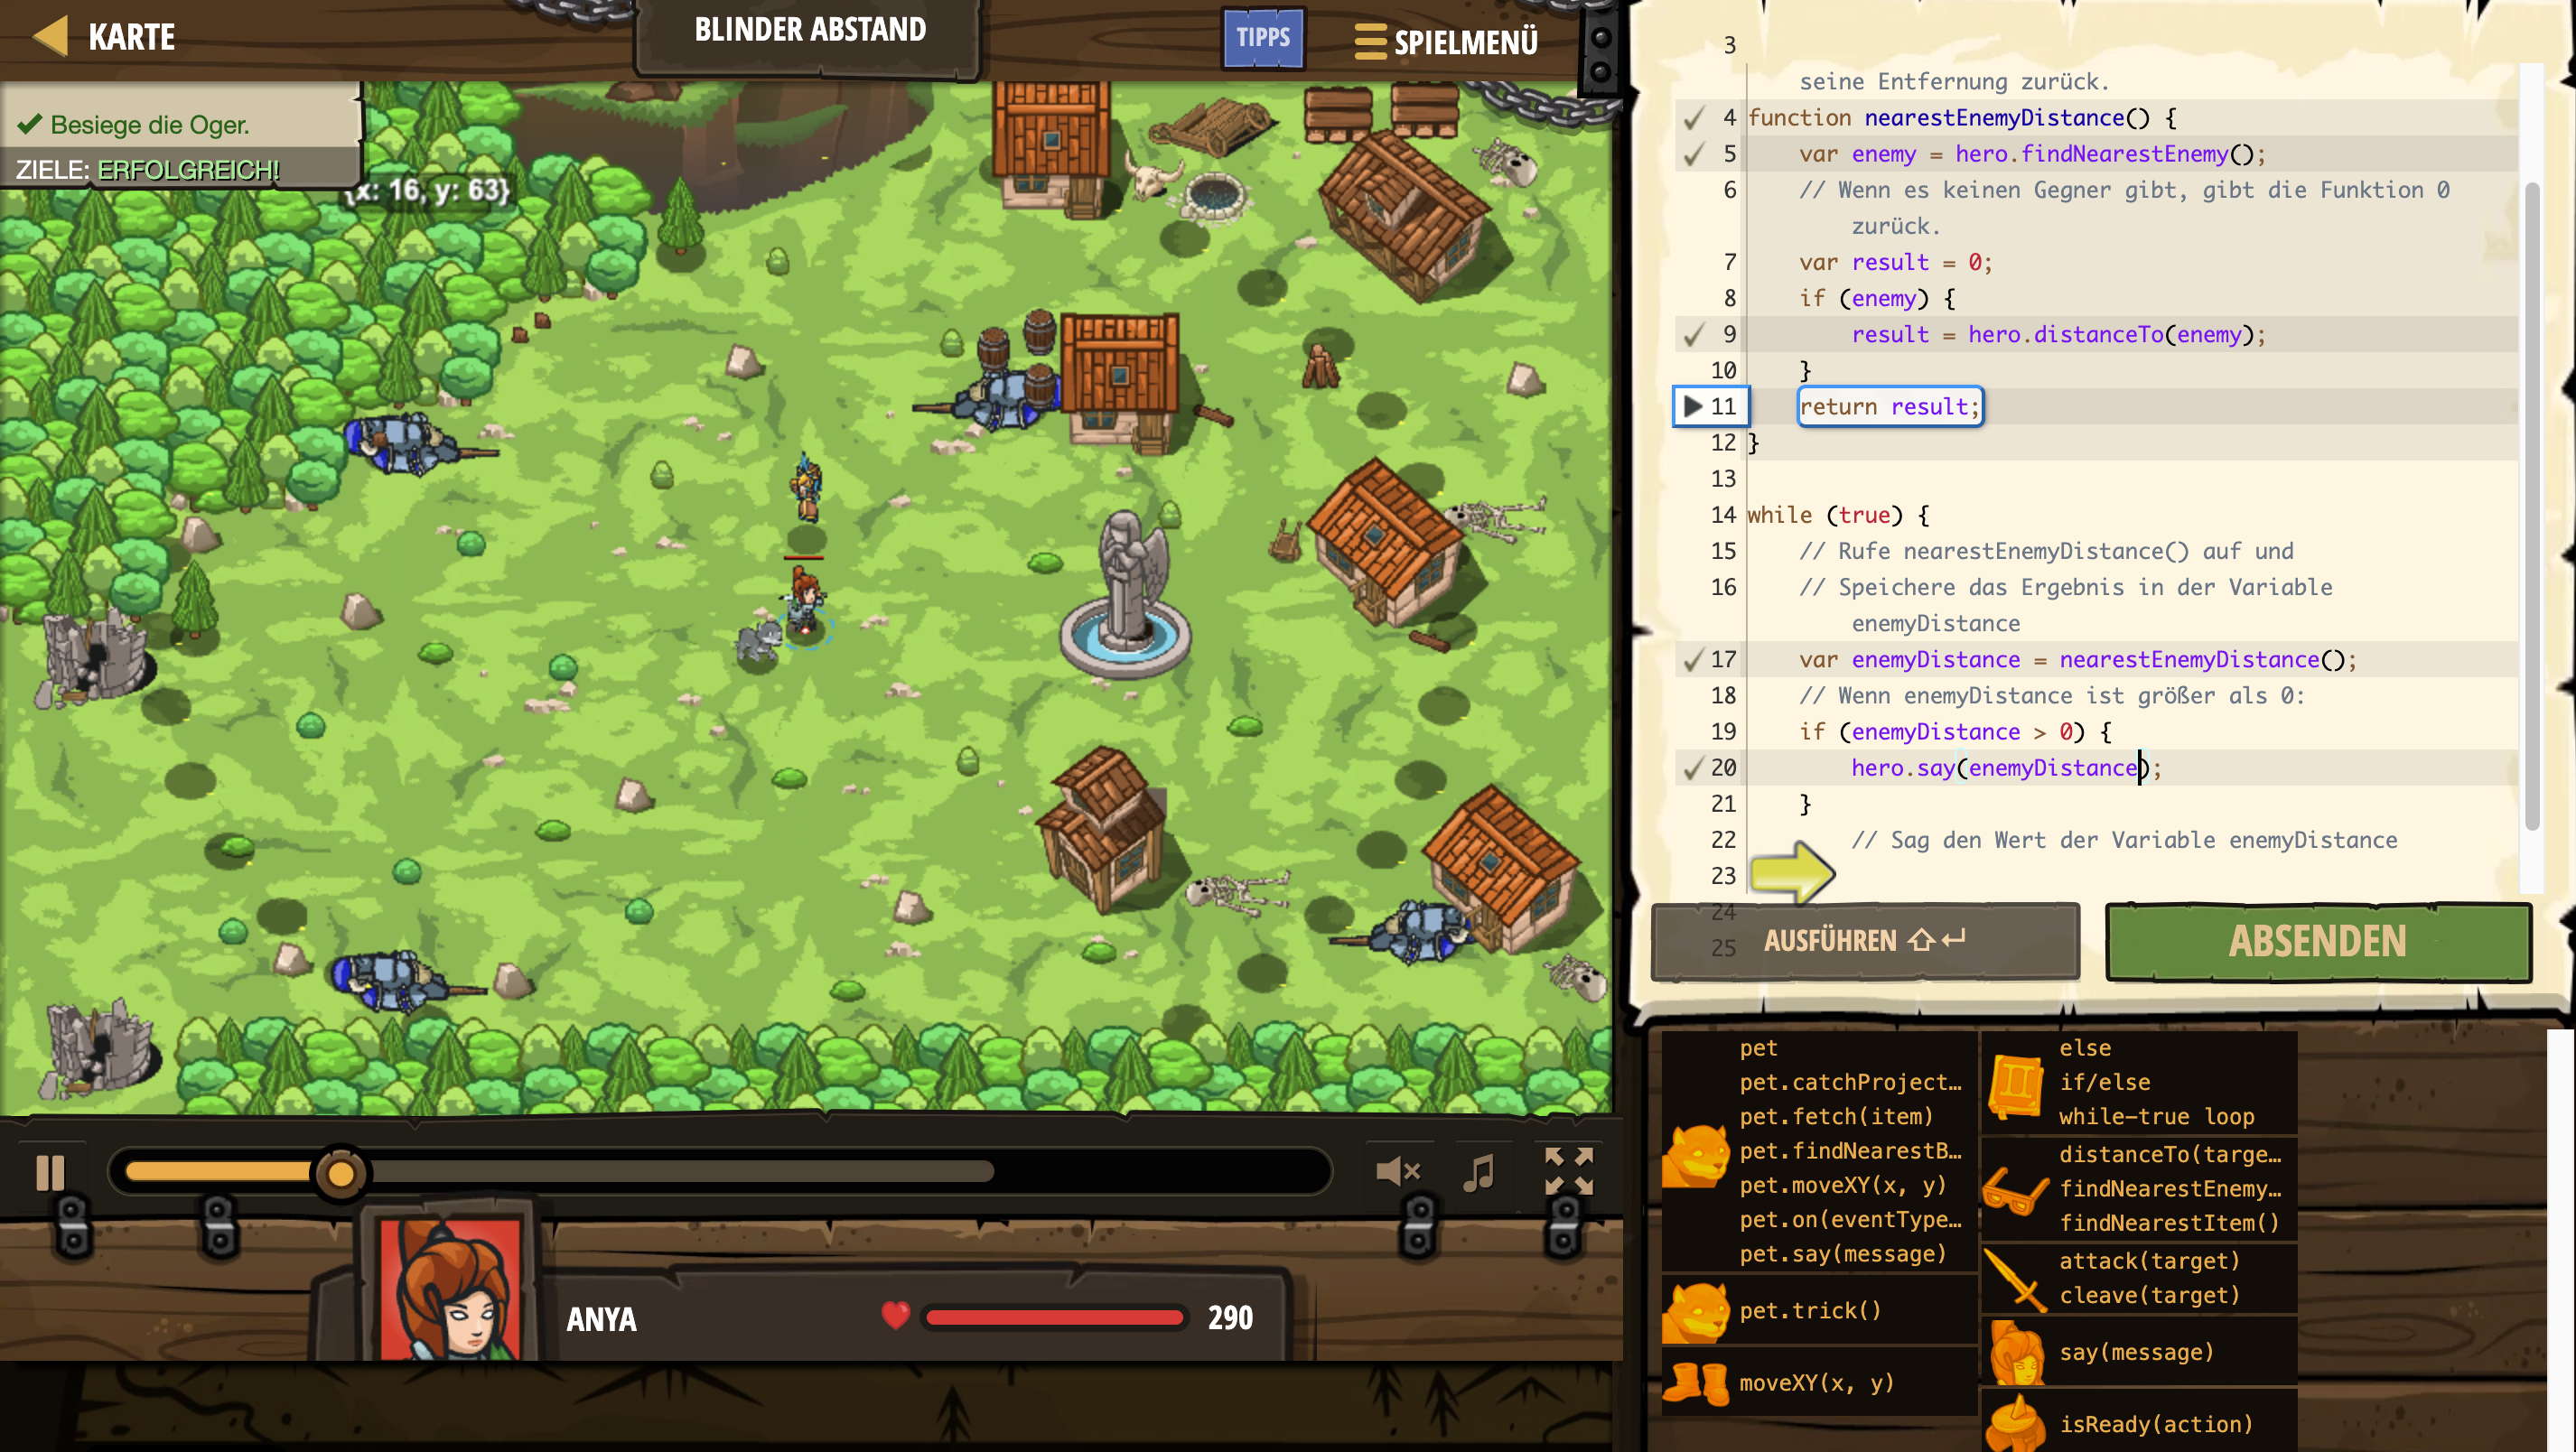 KARTE
BLINDER ABSTAND
TIPPS
SPIELMENÜ
Besiege die Oger.
ZIELE: ERFOLGREICH!
{x: 16, y: 63}
3
seine Entfernung zurück.
4 function nearestEnemyDistance() {
5 var enemy = hero.findNearestEnemy();
6 // Wenn es keinen Gegner gibt, gibt die Funktion 0
zurück.
7 var result = 0;
8 if (enemy) {
9 result = hero.distanceTo(enemy);
10 }
11 return result;
12 }
13
14 while (true) {
15 // Rufe nearestEnemyDistance() auf und
16 // Speichere das Ergebnis in der Variable
enemyDistance
17 var enemyDistance = nearestEnemyDistance();
18 // Wenn enemyDistance ist größer als 0:
19 if (enemyDistance > 0) {
20 hero.say(enemyDistance);
21 }
22 // Sag den Wert der Variable enemyDistance
23
24
25
AUSFÜHREN ⇧↵
ABSENDEN
pet
pet.catchProject…
pet.fetch(item)
pet.findNearestB…
pet.moveXY(x, y)
pet.on(eventType…
pet.say(message)
pet.trick()
moveXY(x, y)
else
if/else
while-true loop
distanceTo(targe…
findNearestEnemy…
findNearestItem()
attack(target)
cleave(target)
say(message)
isReady(action)
ANYA
290